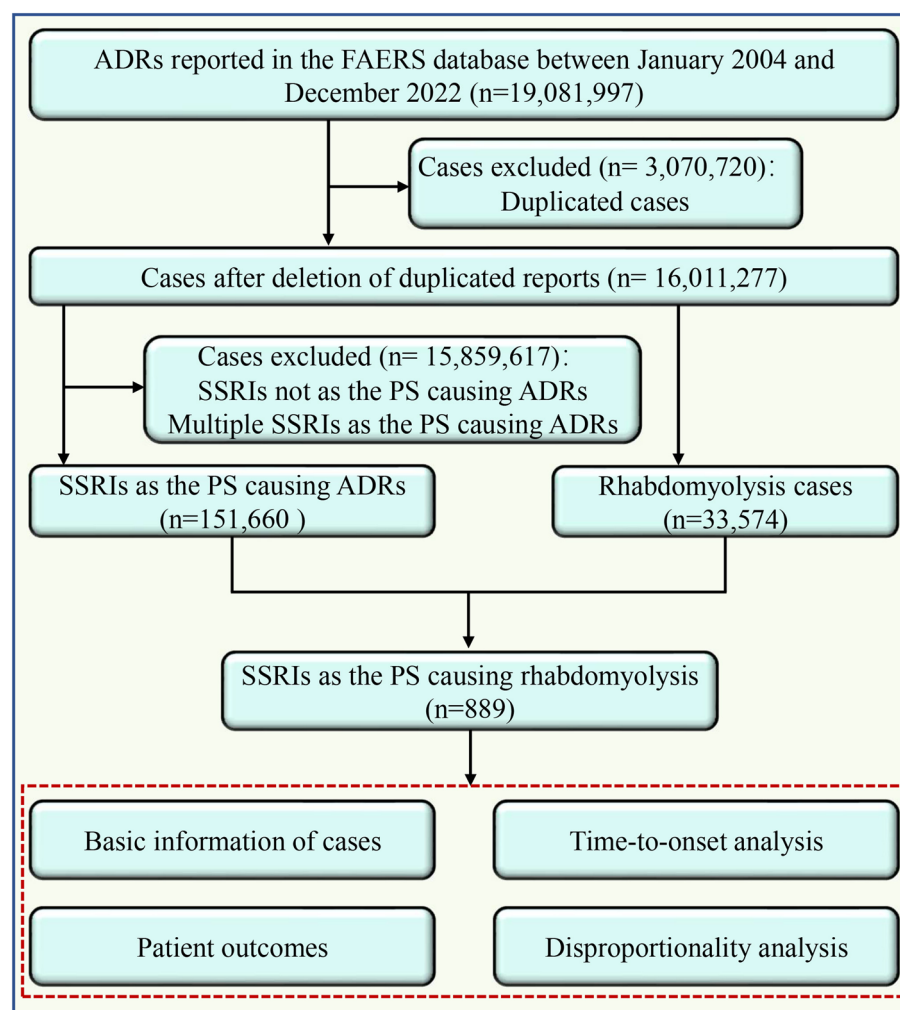 ADRs reported in the FAERS database between January 2004 and
December 2022 (n=19,081,997)
Cases excluded (n= 3,070,720):
Duplicated cases
Cases after deletion of duplicated reports (n= 16,011,277)
Cases excluded (n= 15,859,617):
SSRIs not as the PS causing ADRs
Multiple SSRIs as the PS causing ADRs
SSRIs as the PS causing ADRs
(n=151,660 )
Rhabdomyolysis cases
(n=33,574)
SSRI as the PS causing rhabdomyolysis
(n=889)
Basic information of cases
Time-to-onset analysis
Patient outcomes
Disproportionality analysis